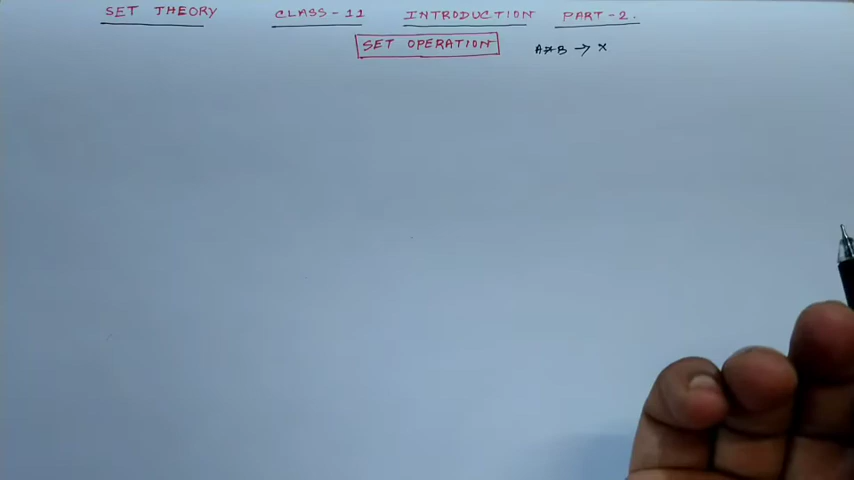 SET THEORY CLASS-11 INTRODUCTION PART-2.
SET OPERATION A*B → X